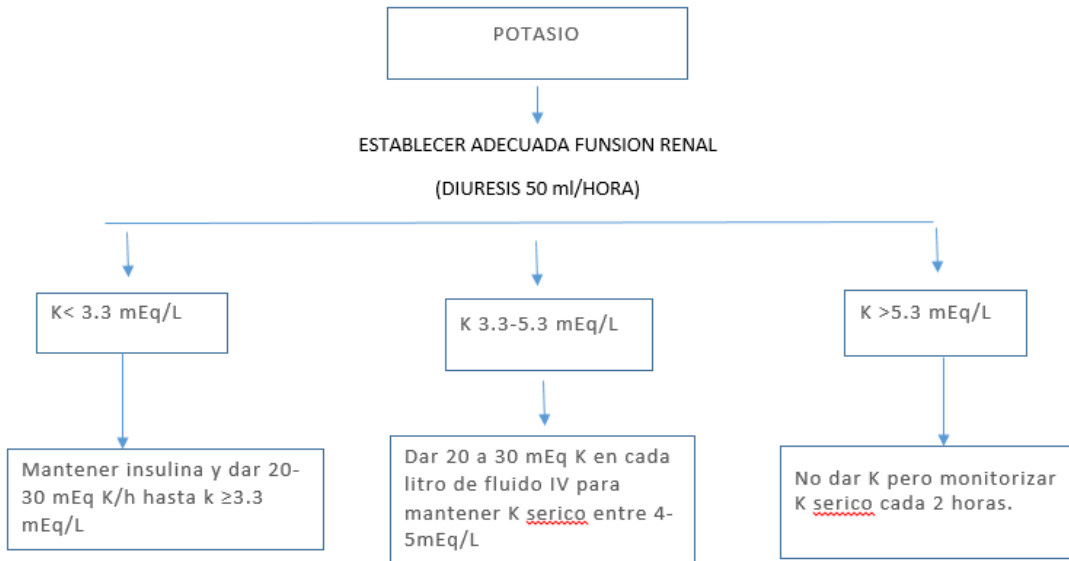 POTASIO
ESTABLECER ADECUADA FUNSION RENAL
(DIURESIS 50 ml/HORA)
K< 3.3 mEq/L
K 3.3-5.3 mEq/L
K >5.3 mEq/L
Mantener insulina y dar 20-
30 mEq K/h hasta k ≥3.3
mEq/L
Dar 20 a 30 mEq K en cada
litro de fluido IV para
mantener K serico entre 4-
5mEq/L
No dar K pero monitorizar
K serico cada 2 horas.